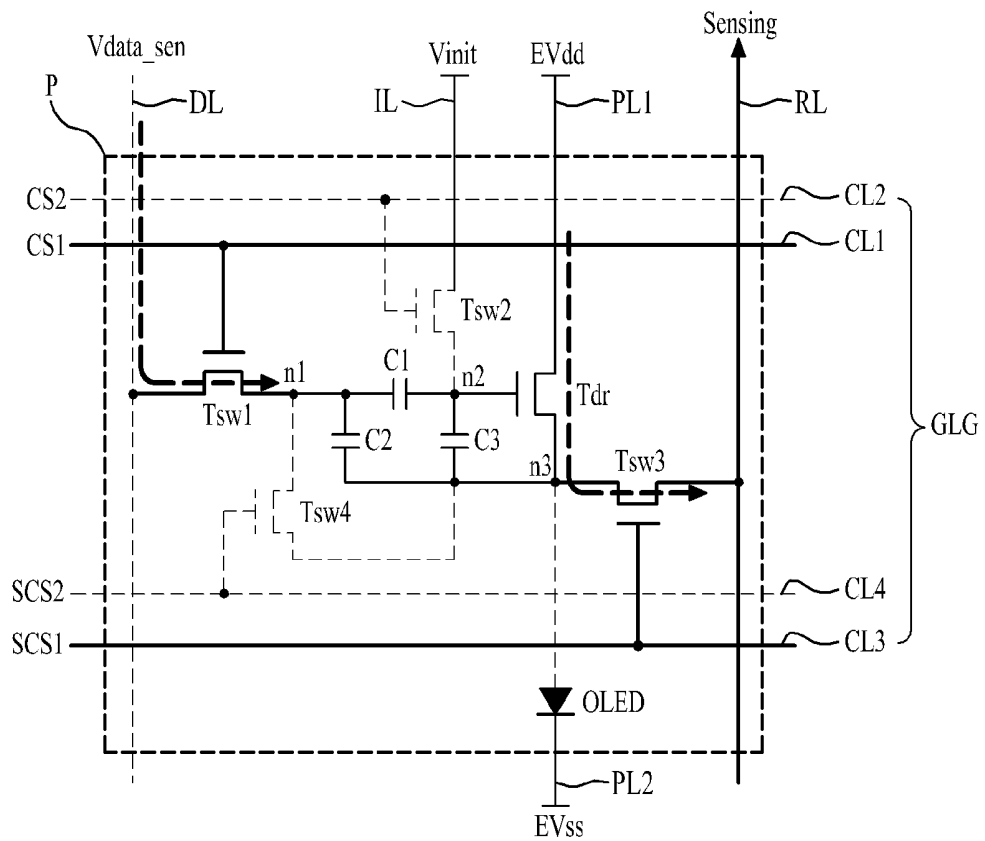 Sensing
Vdata_sen
Vinit
EVdd
P
DL
IL
PL1
RL
CS2
CL2
CS1
CL1
Tsw2
C1
n1
n2
Tdr
Tsw1
GLG
C2
C3
n3
Tsw3
Tsw4
SCS2
CL4
SCS1
CL3
OLED
PL2
EVss